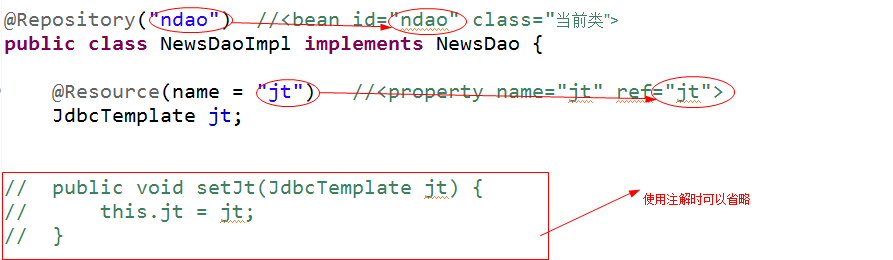 @Repository("ndao")  //<bean id="ndao" class="当前类">
public class NewsDaoImpl implements NewsDao {
@Resource(name = "jt")  //<property name="jt" ref="jt">
JdbcTemplate jt;
//  public void setJt(JdbcTemplate jt) {
//      this.jt = jt;
//  }
使用注解时可以省略